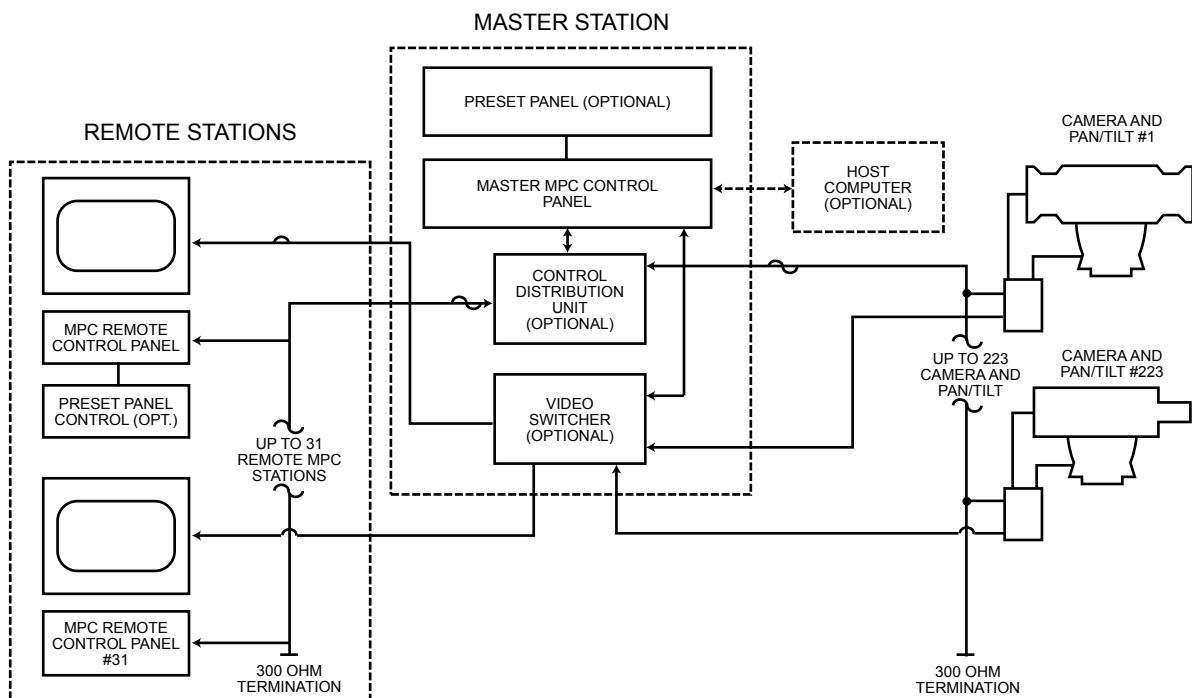 MASTER STATION
PRESET PANEL (OPTIONAL)
MASTER MPC CONTROL
PANEL
HOST
COMPUTER
(OPTIONAL)
CONTROL
DISTRIBUTION
UNIT
(OPTIONAL)
VIDEO
SWITCHER
(OPTIONAL)
REMOTE STATIONS
MPC REMOTE
CONTROL PANEL
PRESET PANEL
CONTROL (OPT.)
UP TO 31
REMOTE MPC
STATIONS
MPC REMOTE
CONTROL PANEL
#31
300 OHM
TERMINATION
CAMERA AND
PAN/TILT #1
UP TO 223
CAMERA AND
PAN/TILT
CAMERA AND
PAN/TILT #223
300 OHM
TERMINATION